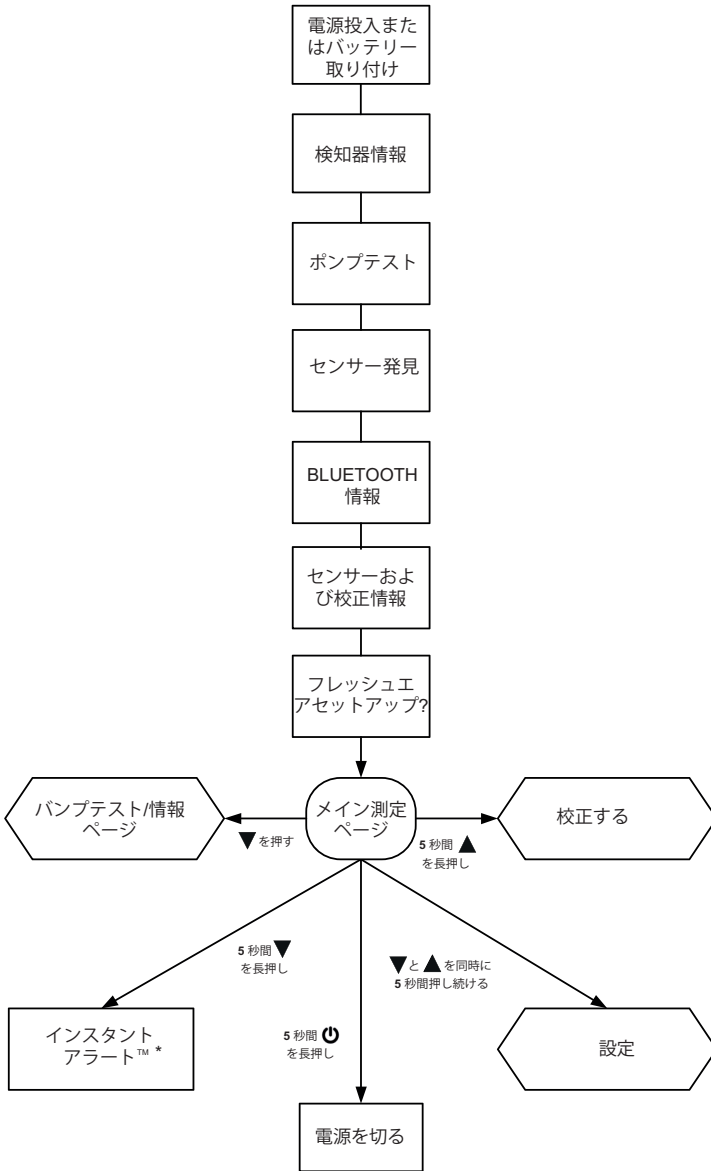 電源投入また
はバッテリー
取り付け
検知器情報
ポンプテスト
センサー発見
BLUETOOTH
情報
センサーおよ
び校正情報
フレッシュエ
アセットアップ?
バンプテスト/情報
ページ
▼を押す
メイン測定
ページ
5 秒間 ▲
を長押し
校正する
5 秒間 ▼
を長押し
▼と ▲ を同時に
5 秒間押し続ける
インスタント
アラート™ *
5 秒間 ⏻
を長押し
設定
電源を切る